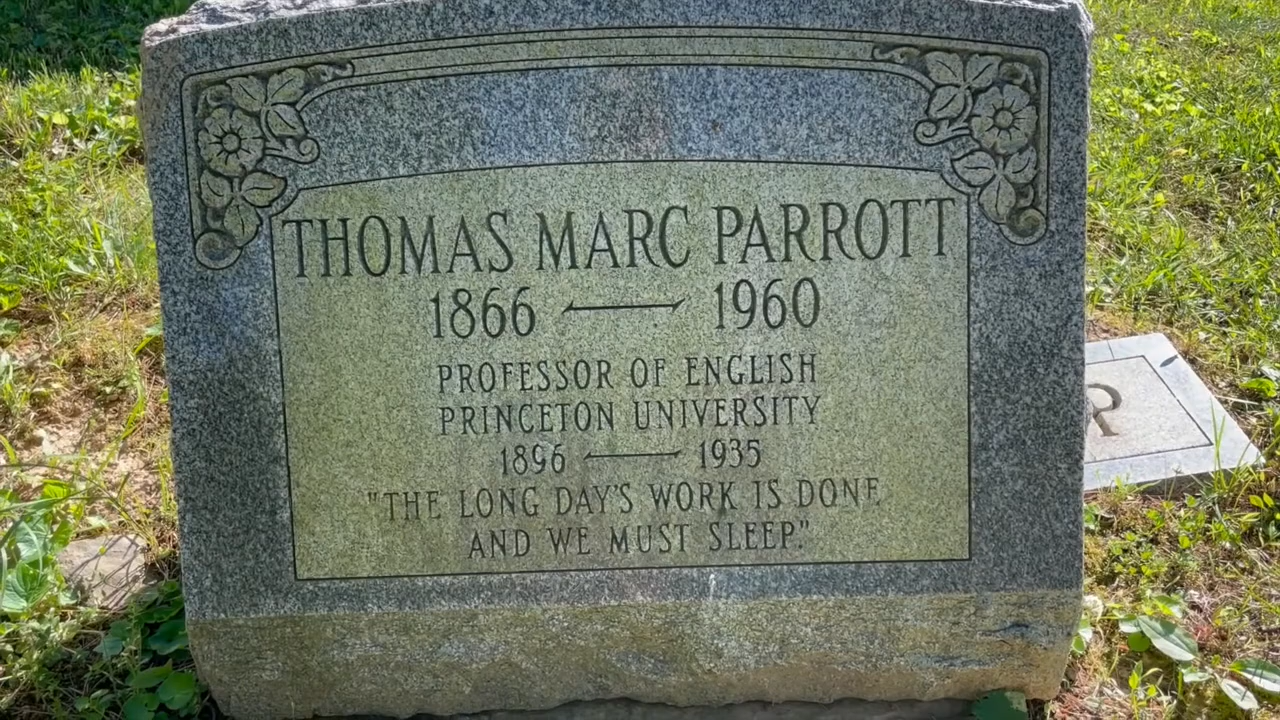 THOMAS MARC PARROTT
1866 — 1960
PROFESSOR OF ENGLISH
PRINCETON UNIVERSITY
1896 — 1935
"THE LONG DAY'S WORK IS DONE
AND WE MUST SLEEP."
R